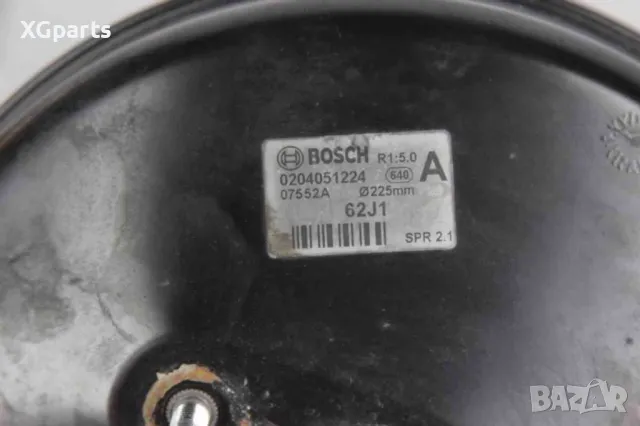 XGparts
BOSCH R1:5.0 A
0204051224 640
07552A Ø225mm
62J1
SPR 2.1
BAZAR